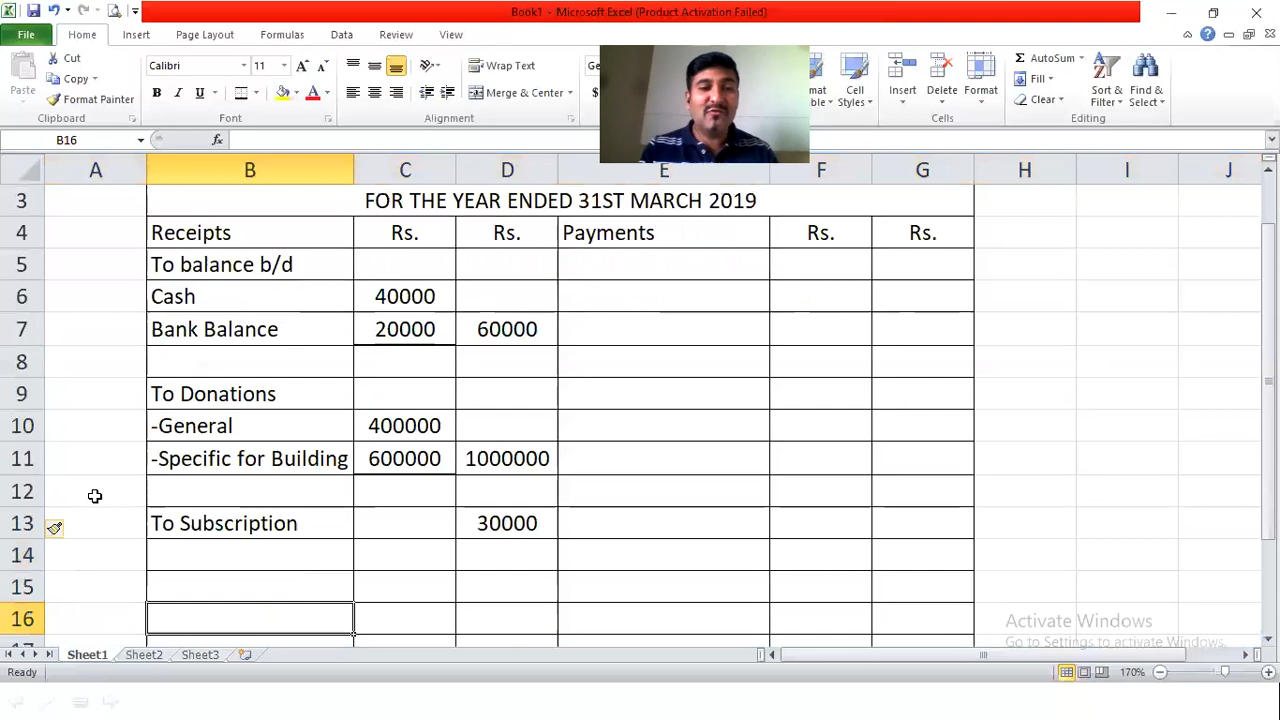 Book1 - Microsoft Excel (Product Activation Failed)
File Home Insert Page Layout Formulas Data Review View
Cut
Copy
Format Painter
Paste
Clipboard
Calibri 11
B I U
Font
Wrap Text
Merge & Center
Alignment
Ge
$
Cell
Styles
Insert
Delete
Format
Cells
AutoSum
Fill
Clear
Sort &
Filter
Find &
Select
Editing
B16 fx
A B C D E F G H I J
3 FOR THE YEAR ENDED 31ST MARCH 2019
4 Receipts Rs. Rs. Payments Rs. Rs.
5 To balance b/d
6 Cash 40000
7 Bank Balance 20000 60000
8
9 To Donations
10 -General 400000
11 -Specific for Building 600000 1000000
12
13 To Subscription 30000
14
15
16
Activate Windows
Go to Settings to activate Windows.
Sheet1 Sheet2 Sheet3
Ready 170%